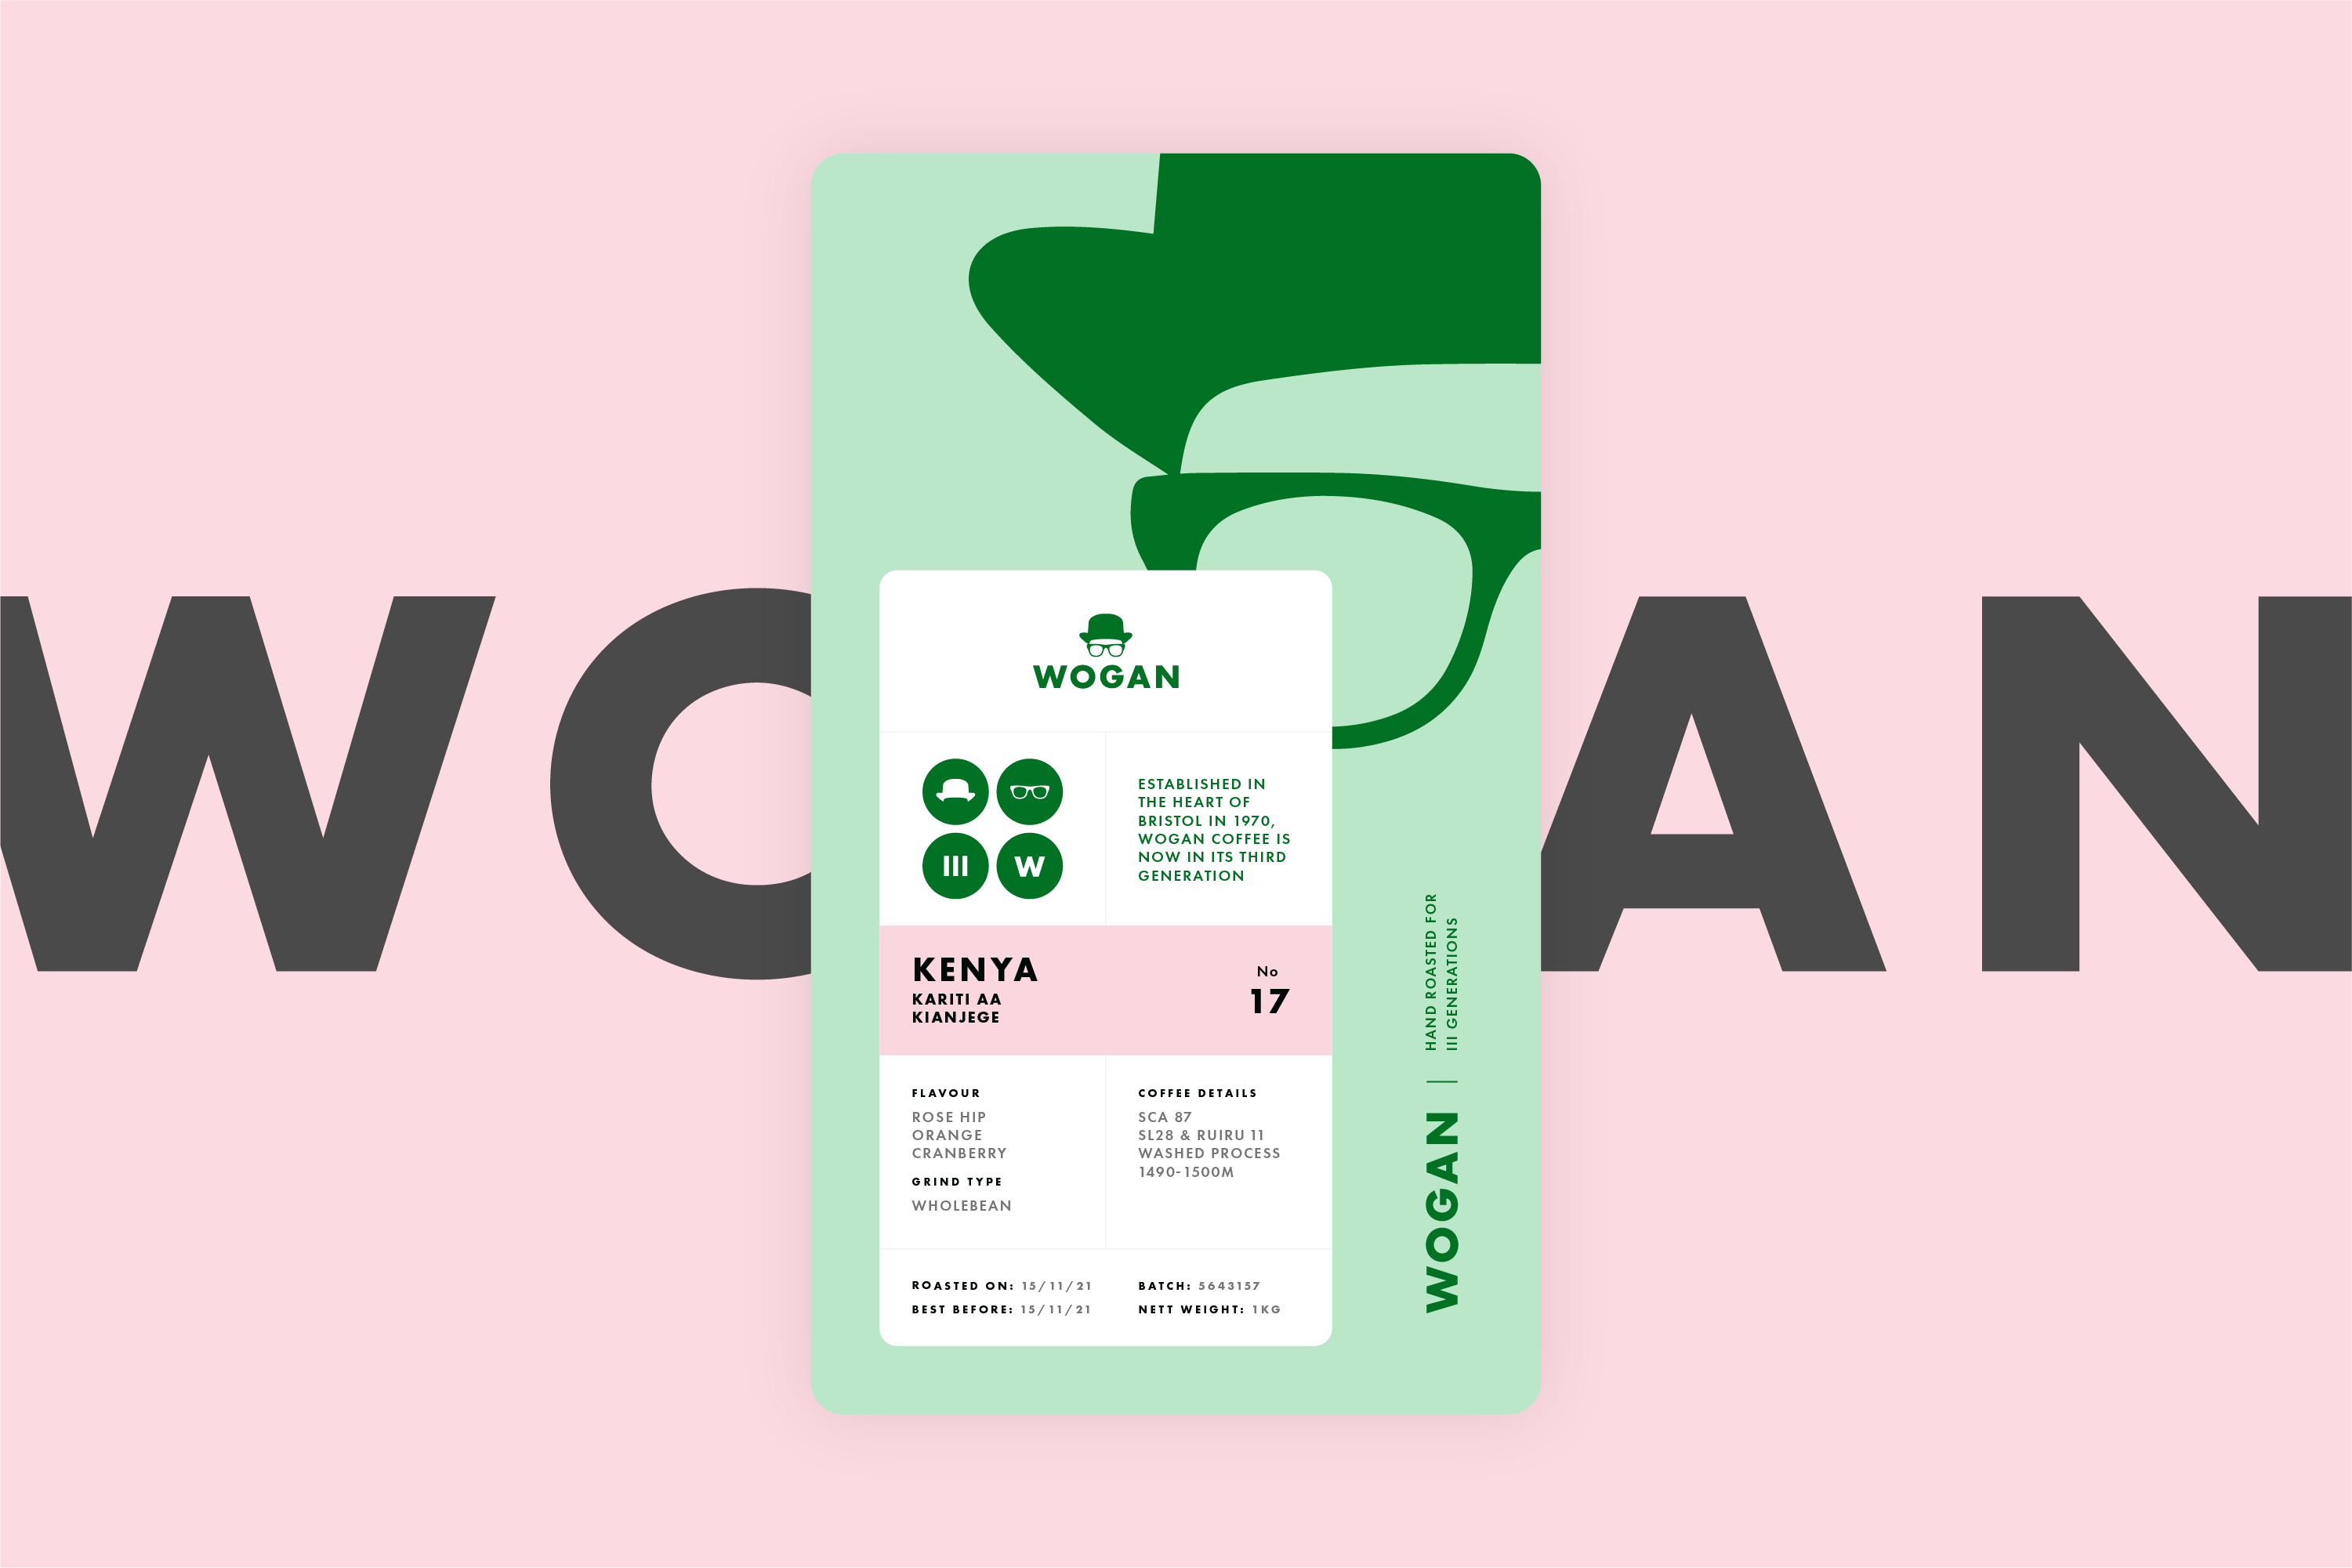 WO AN
WOGAN
III
W
ESTABLISHED IN
THE HEART OF
BRISTOL IN 1970,
WOGAN COFFEE IS
NOW IN ITS THIRD
GENERATION
KENYA
KARITI AA
KIANJEGE
No
17
FLAVOUR
ROSE HIP
ORANGE
CRANBERRY
GRIND TYPE
WHOLEBEAN
COFFEE DETAILS
SCA 87
SL28 & RUIRU 11
WASHED PROCESS
1490-1500M
ROASTED ON: 15/11/21
BEST BEFORE: 15/11/21
BATCH: 5643157
NETT WEIGHT: 1KG
WOGAN |
HAND ROASTED FOR
III GENERATIONS